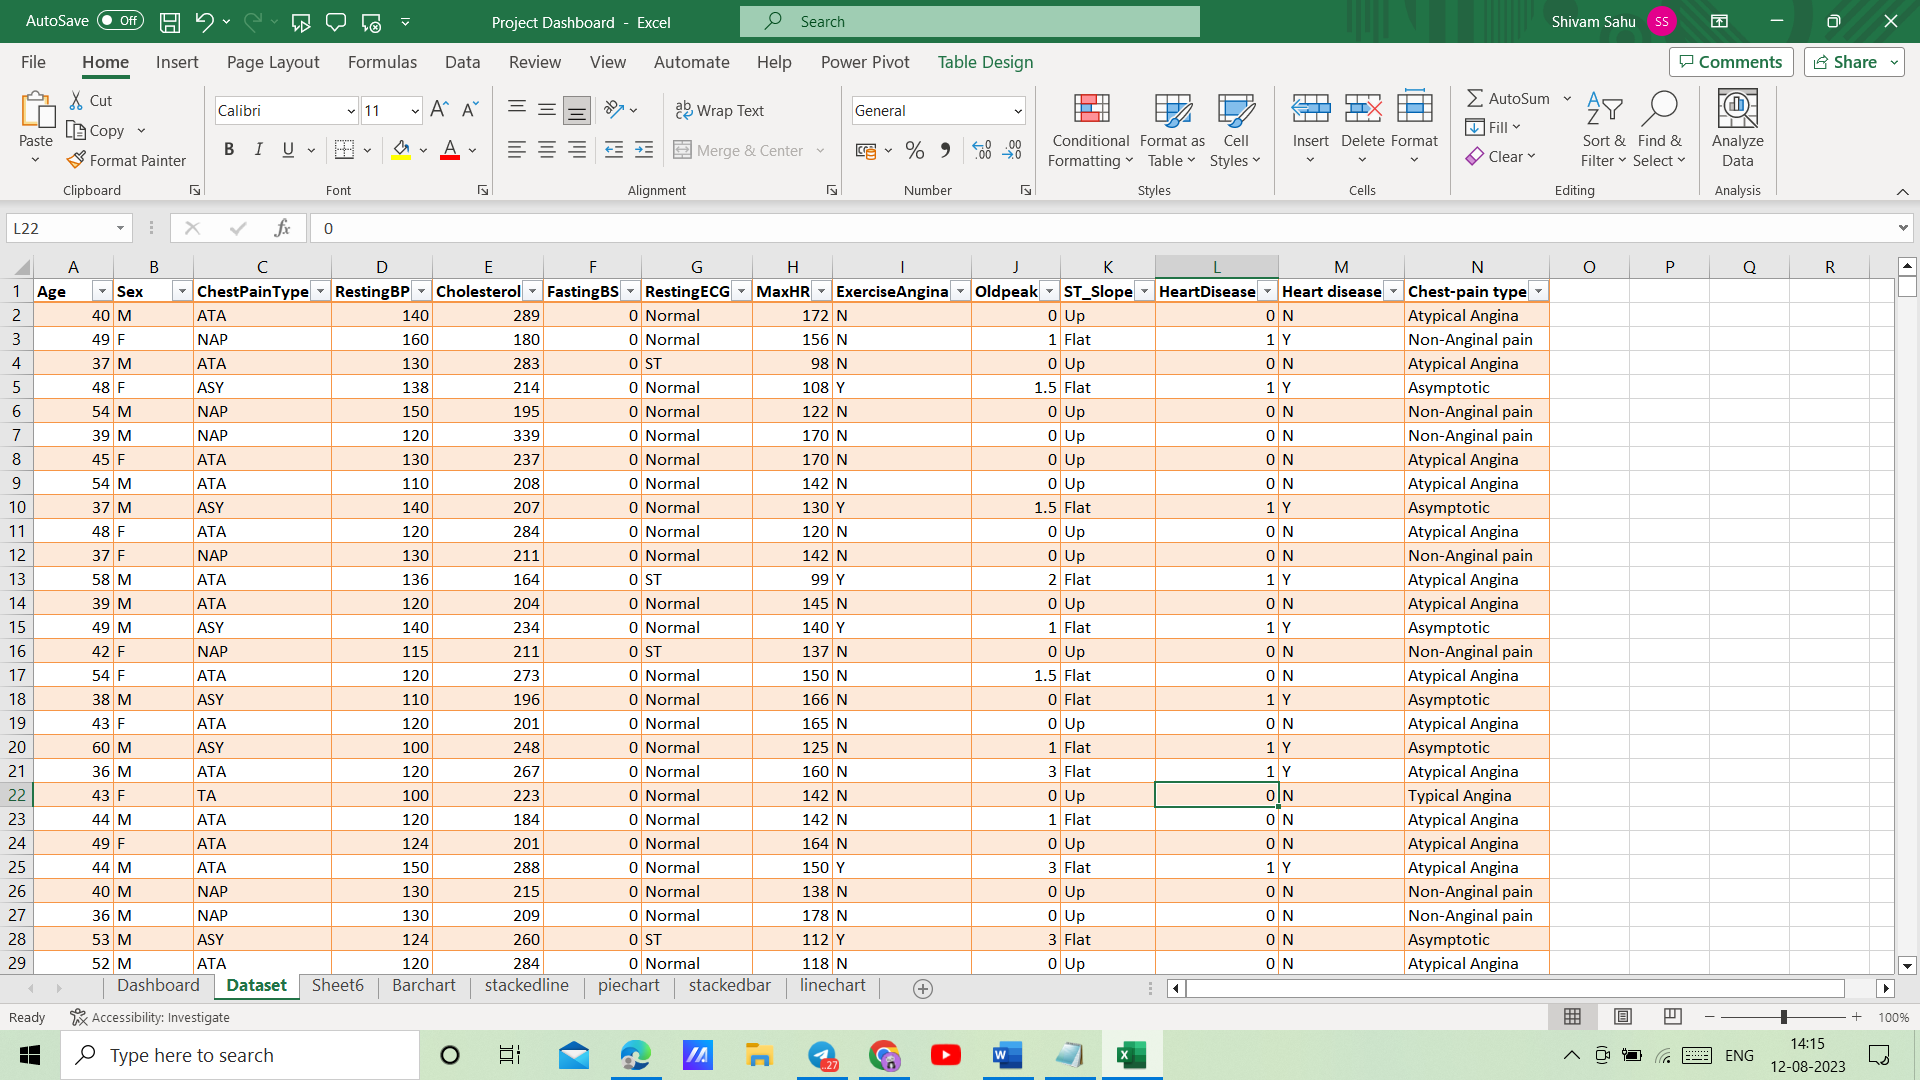 AutoSave Off Project Dashboard - Excel Search Shivam Sahu SS
File Home Insert Page Layout Formulas Data Review View Automate Help Power Pivot Table Design Comments Share
Paste Cut Copy Format Painter Clipboard
Calibri 11 B I U A Font
Wrap Text Merge & Center Alignment
General % Number
Conditional Formatting Format as Table Cell Styles Styles
Insert Delete Format Cells
AutoSum Fill Clear Sort & Filter Find & Select Editing
Analyze Data Analysis
L22 fx 0
A B C D E F G H I J K L M N O P Q R
1 Age Sex ChestPainType RestingBP Cholesterol FastingBS RestingECG MaxHR ExerciseAngina Oldpeak ST_Slope HeartDisease Heart disease Chest-pain type
2 40 M ATA 140 289 0 Normal 172 N 0 Up 0 N Atypical Angina
3 49 F NAP 160 180 0 Normal 156 N 1 Flat 1 Y Non-Anginal pain
4 37 M ATA 130 283 0 ST 98 N 0 Up 0 N Atypical Angina
5 48 F ASY 138 214 0 Normal 108 Y 1.5 Flat 1 Y Asymptotic
6 54 M NAP 150 195 0 Normal 122 N 0 Up 0 N Non-Anginal pain
7 39 M NAP 120 339 0 Normal 170 N 0 Up 0 N Non-Anginal pain
8 45 F ATA 130 237 0 Normal 170 N 0 Up 0 N Atypical Angina
9 54 M ATA 110 208 0 Normal 142 N 0 Up 0 N Atypical Angina
10 37 M ASY 140 207 0 Normal 130 Y 1.5 Flat 1 Y Asymptotic
11 48 F ATA 120 284 0 Normal 120 N 0 Up 0 N Atypical Angina
12 37 F NAP 130 211 0 Normal 142 N 0 Up 0 N Non-Anginal pain
13 58 M ATA 136 164 0 ST 99 Y 2 Flat 1 Y Atypical Angina
14 39 M ATA 120 204 0 Normal 145 N 0 Up 0 N Atypical Angina
15 49 M ASY 140 234 0 Normal 140 Y 1 Flat 1 Y Asymptotic
16 42 F NAP 115 211 0 ST 137 N 0 Up 0 N Non-Anginal pain
17 54 F ATA 120 273 0 Normal 150 N 1.5 Flat 0 N Atypical Angina
18 38 M ASY 110 196 0 Normal 166 N 0 Flat 1 Y Asymptotic
19 43 F ATA 120 201 0 Normal 165 N 0 Up 0 N Atypical Angina
20 60 M ASY 100 248 0 Normal 125 N 1 Flat 1 Y Asymptotic
21 36 M ATA 120 267 0 Normal 160 N 3 Flat 1 Y Atypical Angina
22 43 F TA 100 223 0 Normal 142 N 0 Up 0 N Typical Angina
23 44 M ATA 120 184 0 Normal 142 N 1 Flat 0 N Atypical Angina
24 49 F ATA 124 201 0 Normal 164 N 0 Up 0 N Atypical Angina
25 44 M ATA 150 288 0 Normal 150 Y 3 Flat 1 Y Atypical Angina
26 40 M NAP 130 215 0 Normal 138 N 0 Up 0 N Non-Anginal pain
27 36 M NAP 130 209 0 Normal 178 N 0 Up 0 N Non-Anginal pain
28 53 M ASY 124 260 0 ST 112 Y 3 Flat 0 N Asymptotic
29 52 M ATA 120 284 0 Normal 118 N 0 Up 0 N Atypical Angina
Dashboard Dataset Sheet6 Barchart stackedline piechart stackedbar linechart
Ready Accessibility: Investigate 100%
Type here to search 27 ENG 14:15
12-08-2023